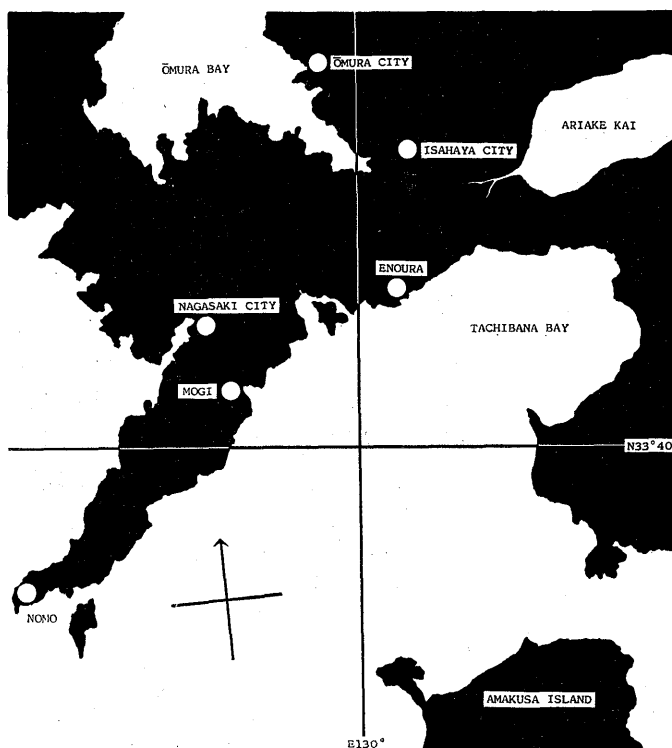 ŌMURA BAY
ŌMURA CITY
ARIAKE KAI
ISAHAYA CITY
ENOURA
NAGASAKI CITY
TACHIBANA BAY
MOGI
N33°40
NOMO
AMAKUSA ISLAND
E130°